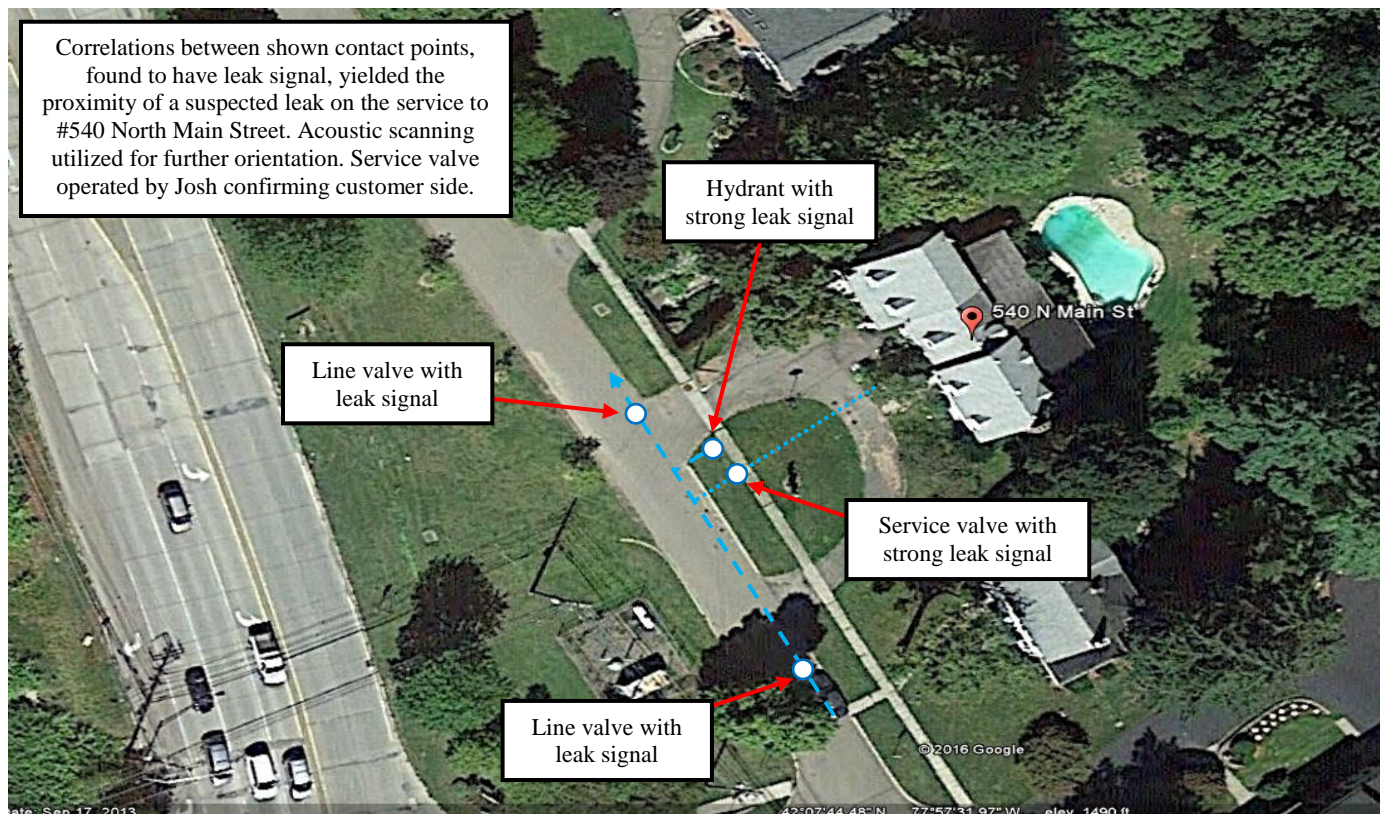 Correlations between shown contact points,
found to have leak signal, yielded the
proximity of a suspected leak on the service to
#540 North Main Street. Acoustic scanning
utilized for further orientation. Service valve
operated by Josh confirming customer side.
Hydrant with
strong leak signal
540 N Main St
Line valve with
leak signal
Service valve with
strong leak signal
Line valve with
leak signal
© 2016 Google
Sep 17, 2013
42°07'44.48" N 77°57'31.97" W elev 1490 ft